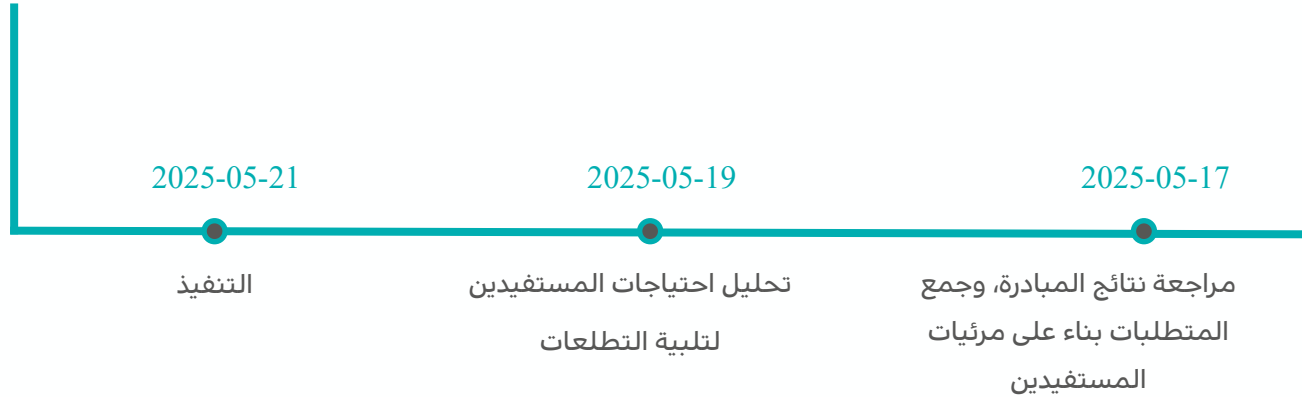 2025-05-17
مراجعة نتائج المبادرة، وجمع
المتطلبات بناء على مرئيات
المستفيدين
2025-05-19
تحليل احتياجات المستفيدين
لتلبية التطلعات
2025-05-21
التنفيذ